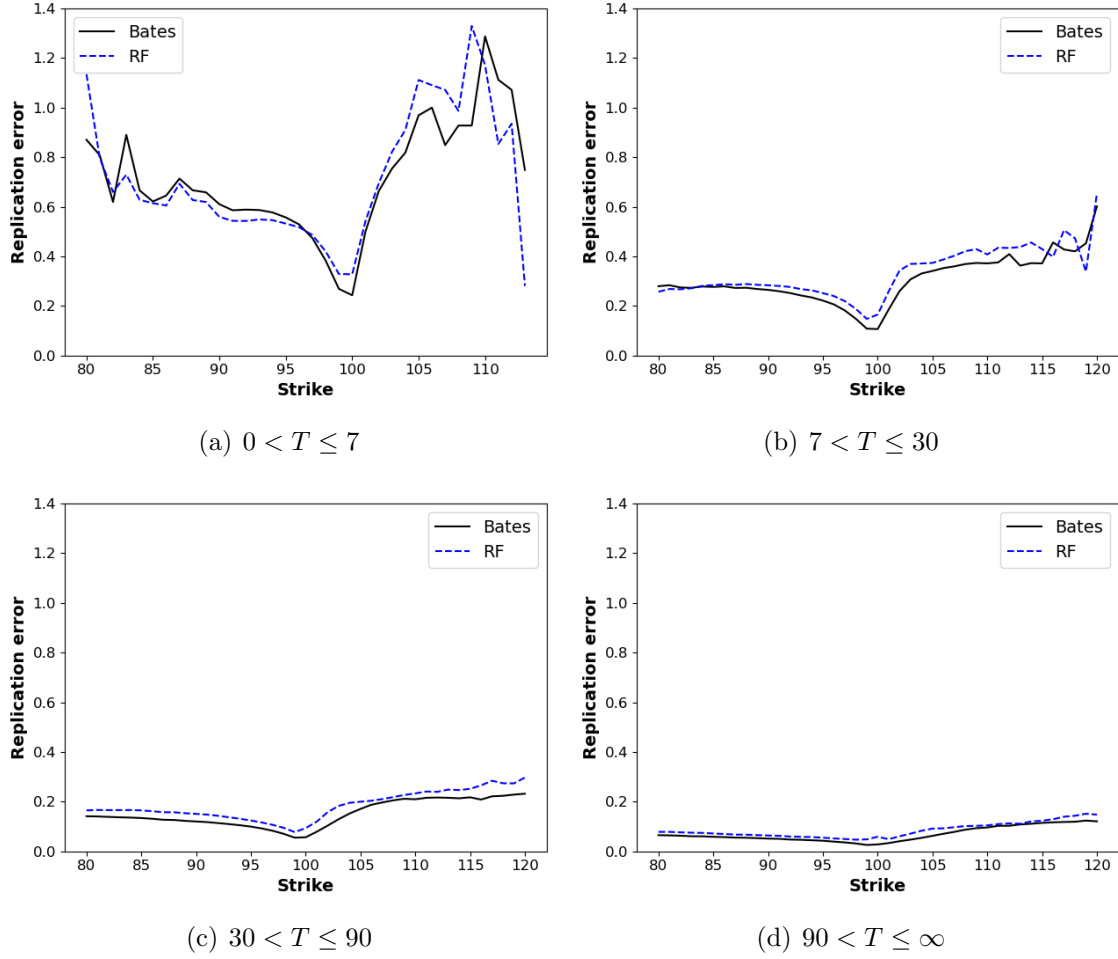 1.4
1.2
1.0
0.8
0.6
0.4
0.2
0.0
Replication error
Bates
RF
80 85 90 95 100 105 110
Strike
(a) 0 < T ≤ 7
1.4
1.2
1.0
0.8
0.6
0.4
0.2
0.0
Replication error
Bates
RF
80 85 90 95 100 105 110 115 120
Strike
(b) 7 < T ≤ 30
1.4
1.2
1.0
0.8
0.6
0.4
0.2
0.0
Replication error
Bates
RF
80 85 90 95 100 105 110 115 120
Strike
(c) 30 < T ≤ 90
1.4
1.2
1.0
0.8
0.6
0.4
0.2
0.0
Replication error
Bates
RF
80 85 90 95 100 105 110 115 120
Strike
(d) 90 < T ≤ ∞